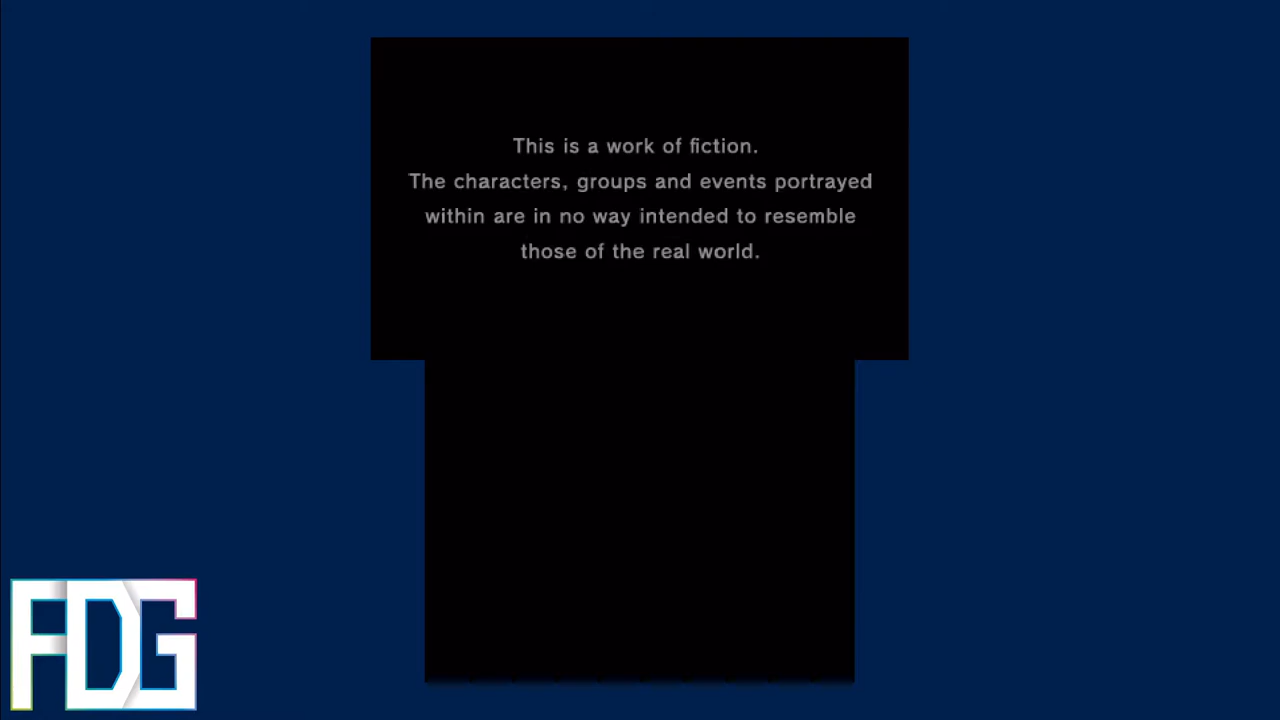 This is a work of fiction.
The characters, groups and events portrayed
within are in no way intended to resemble
those of the real world.
FDG